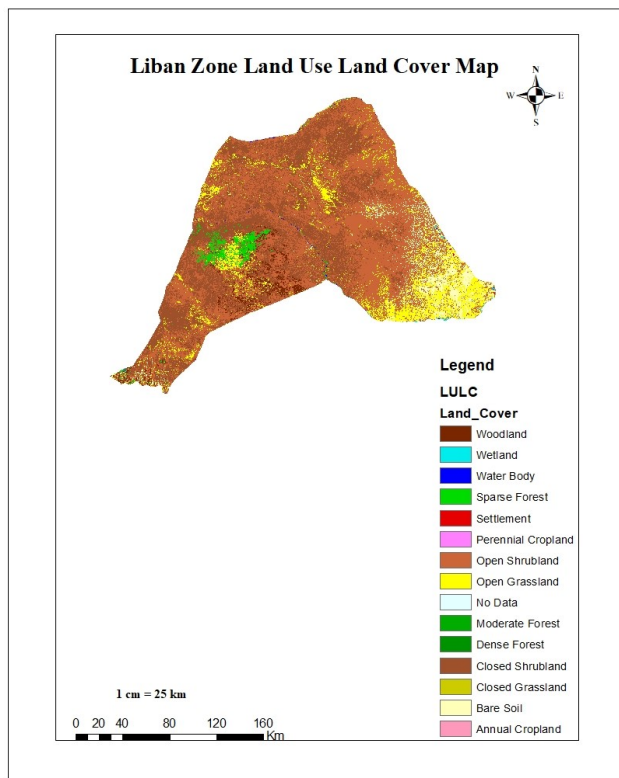 Liban Zone Land Use Land Cover Map
N
W E
S
Legend
LULC
Land_Cover
Woodland
Wetland
Water Body
Sparse Forest
Settlement
Perennial Cropland
Open Shrubland
Open Grassland
No Data
Moderate Forest
Dense Forest
Closed Shrubland
Closed Grassland
Bare Soil
Annual Cropland
1 cm = 25 km
0 20 40 80 120 160
Km